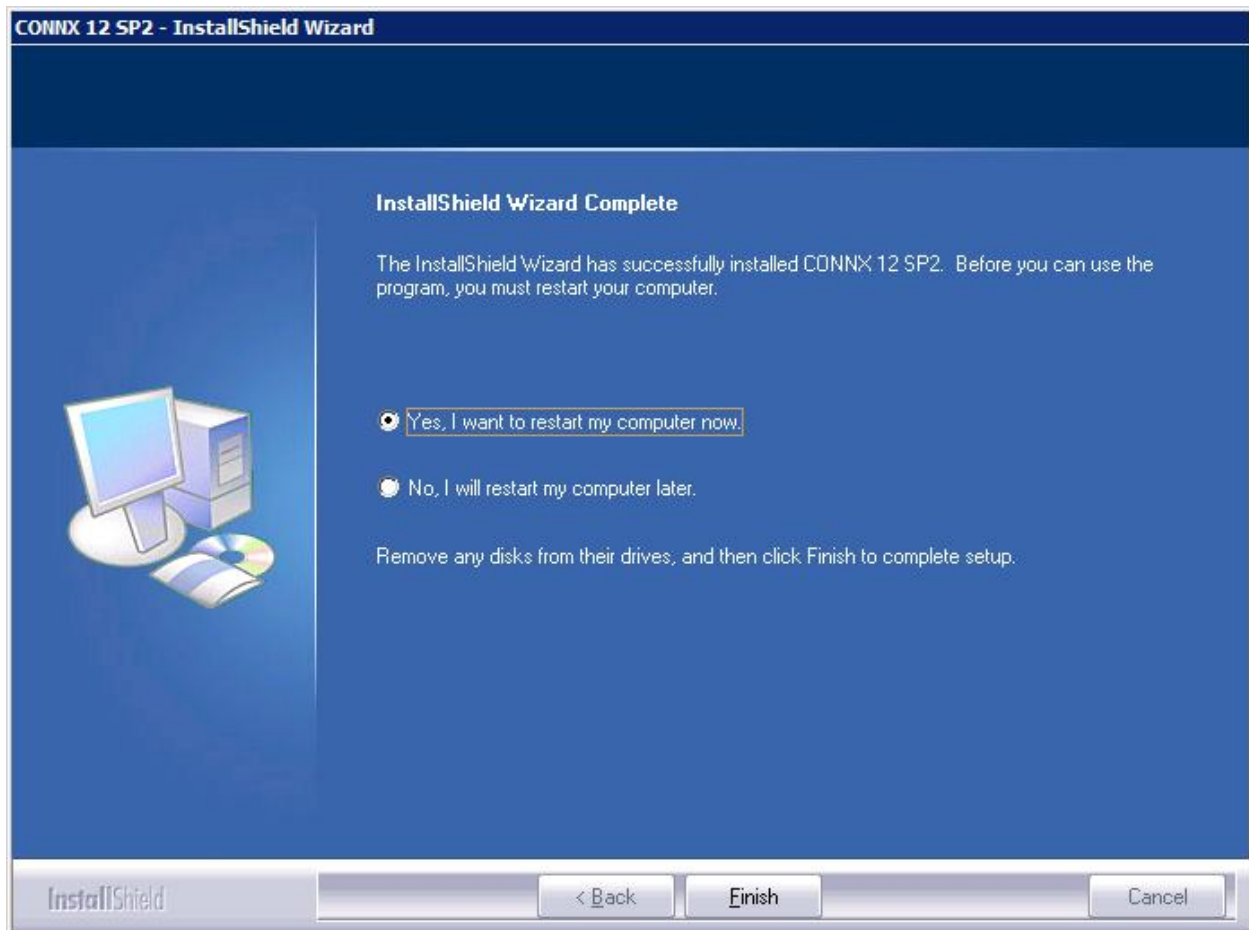 CONNX 12 SP2 - InstallShield Wizard
InstallShield Wizard Complete
The InstallShield Wizard has successfully installed CONNX 12 SP2.  Before you can use the
program, you must restart your computer.
Yes, I want to restart my computer now.
No, I will restart my computer later.
Remove any disks from their drives, and then click Finish to complete setup.
InstallShield
< Back
Finish
Cancel